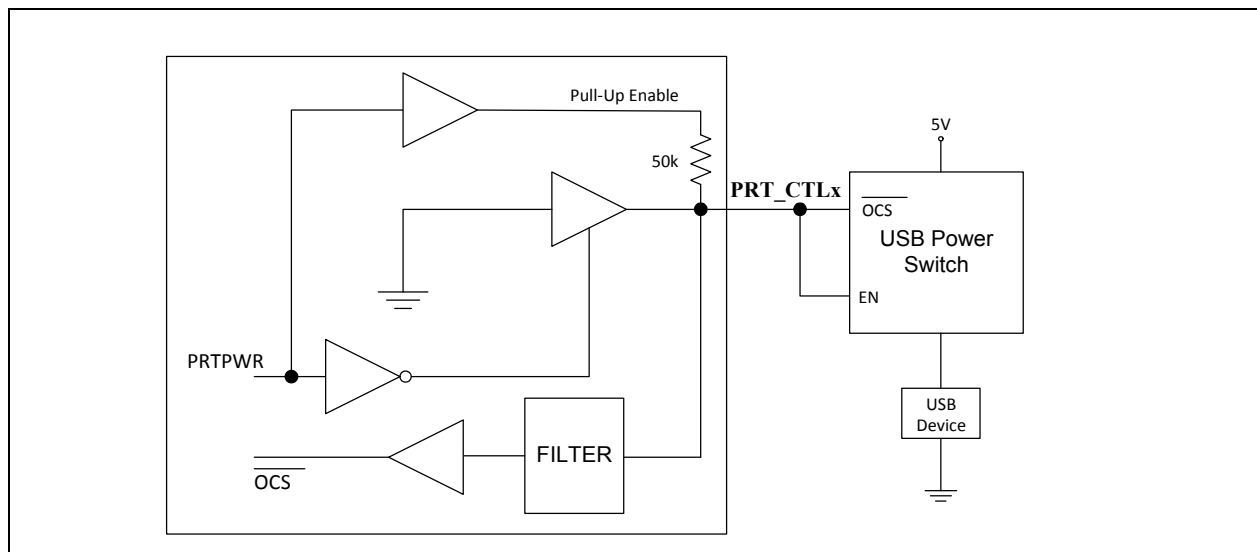 Pull-Up Enable
5V
50k
PRT_CTLx
OCS
USB Power
Switch
EN
PRTPWR
FILTER
USB
Device
OCS